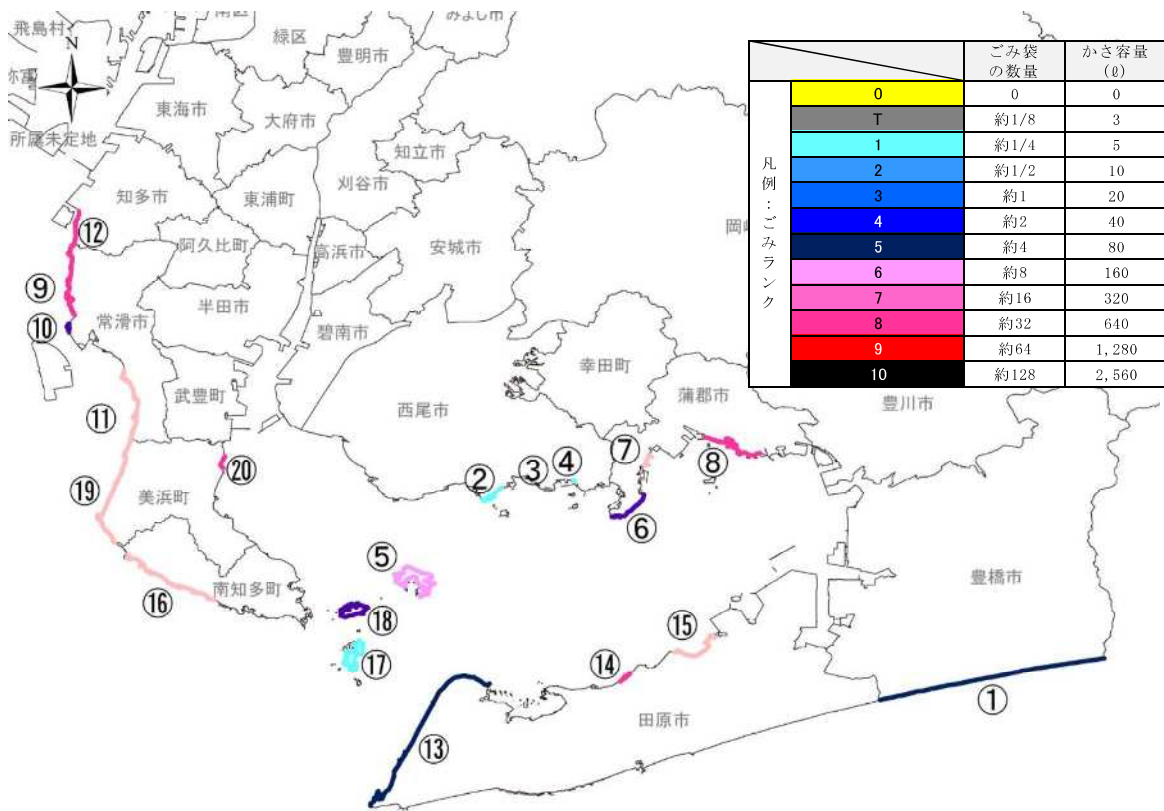 飛島村
南区
緑区
みよし市
豊明市
N
弥富
東海市
大府市
所属未定地
知立市
刈谷市
知多市
東浦町
⑫
阿久比町
高浜市
安城市
岡崎
⑨
常滑市
半田市
⑩
碧南市
幸田町
武豊町
西尾市
蒲郡市
豊川市
⑪
⑳
②
③
④
⑦
⑧
⑲
美浜町
⑥
⑤
豊橋市
⑯
南知多町
⑱
⑮
⑰
⑭
田原市
①
⑬
ごみ袋の数量 かさ容量(ℓ)
凡例：ごみランク
0 0 0
T 約1/8 3
1 約1/4 5
2 約1/2 10
3 約1 20
4 約2 40
5 約4 80
6 約8 160
7 約16 320
8 約32 640
9 約64 1,280
10 約128 2,560